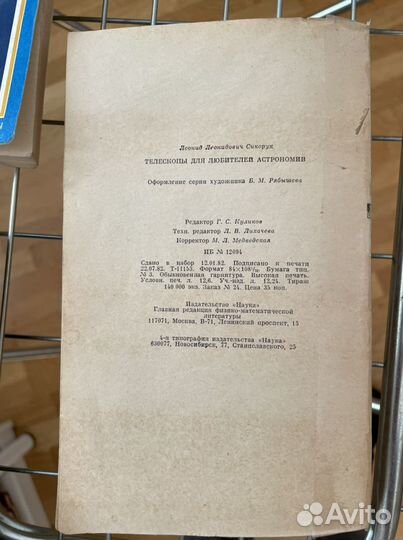 Леонид Леонидович Сикорук
ТЕЛЕСКОПЫ ДЛЯ ЛЮБИТЕЛЕЙ АСТРОНОМИИ
Оформление серии художника Б. М. Рябышева
Редактор Г. С. Куликов
Техн. редактор Л. В. Лихачева
Корректор М. Л. Медведская
ИБ № 12094
Сдано в набор 12.01.82. Подписано к печати
22.07.82. Т-11153. Формат 84×108/32. Бумага тип.
№ 3. Обыкновенная гарнитура. Высокая печать.
Условн. печ. л. 12,6. Уч.-изд. л. 13,24. Тираж
140 000 экз. Заказ № 24. Цена 35 коп.
Издательство «Наука»
Главная редакция физико-математической
литературы
117071, Москва, В-71, Ленинский проспект, 15
4-я типография издательства «Наука»
630077, Новосибирск, 77, Станиславского, 25
Avito